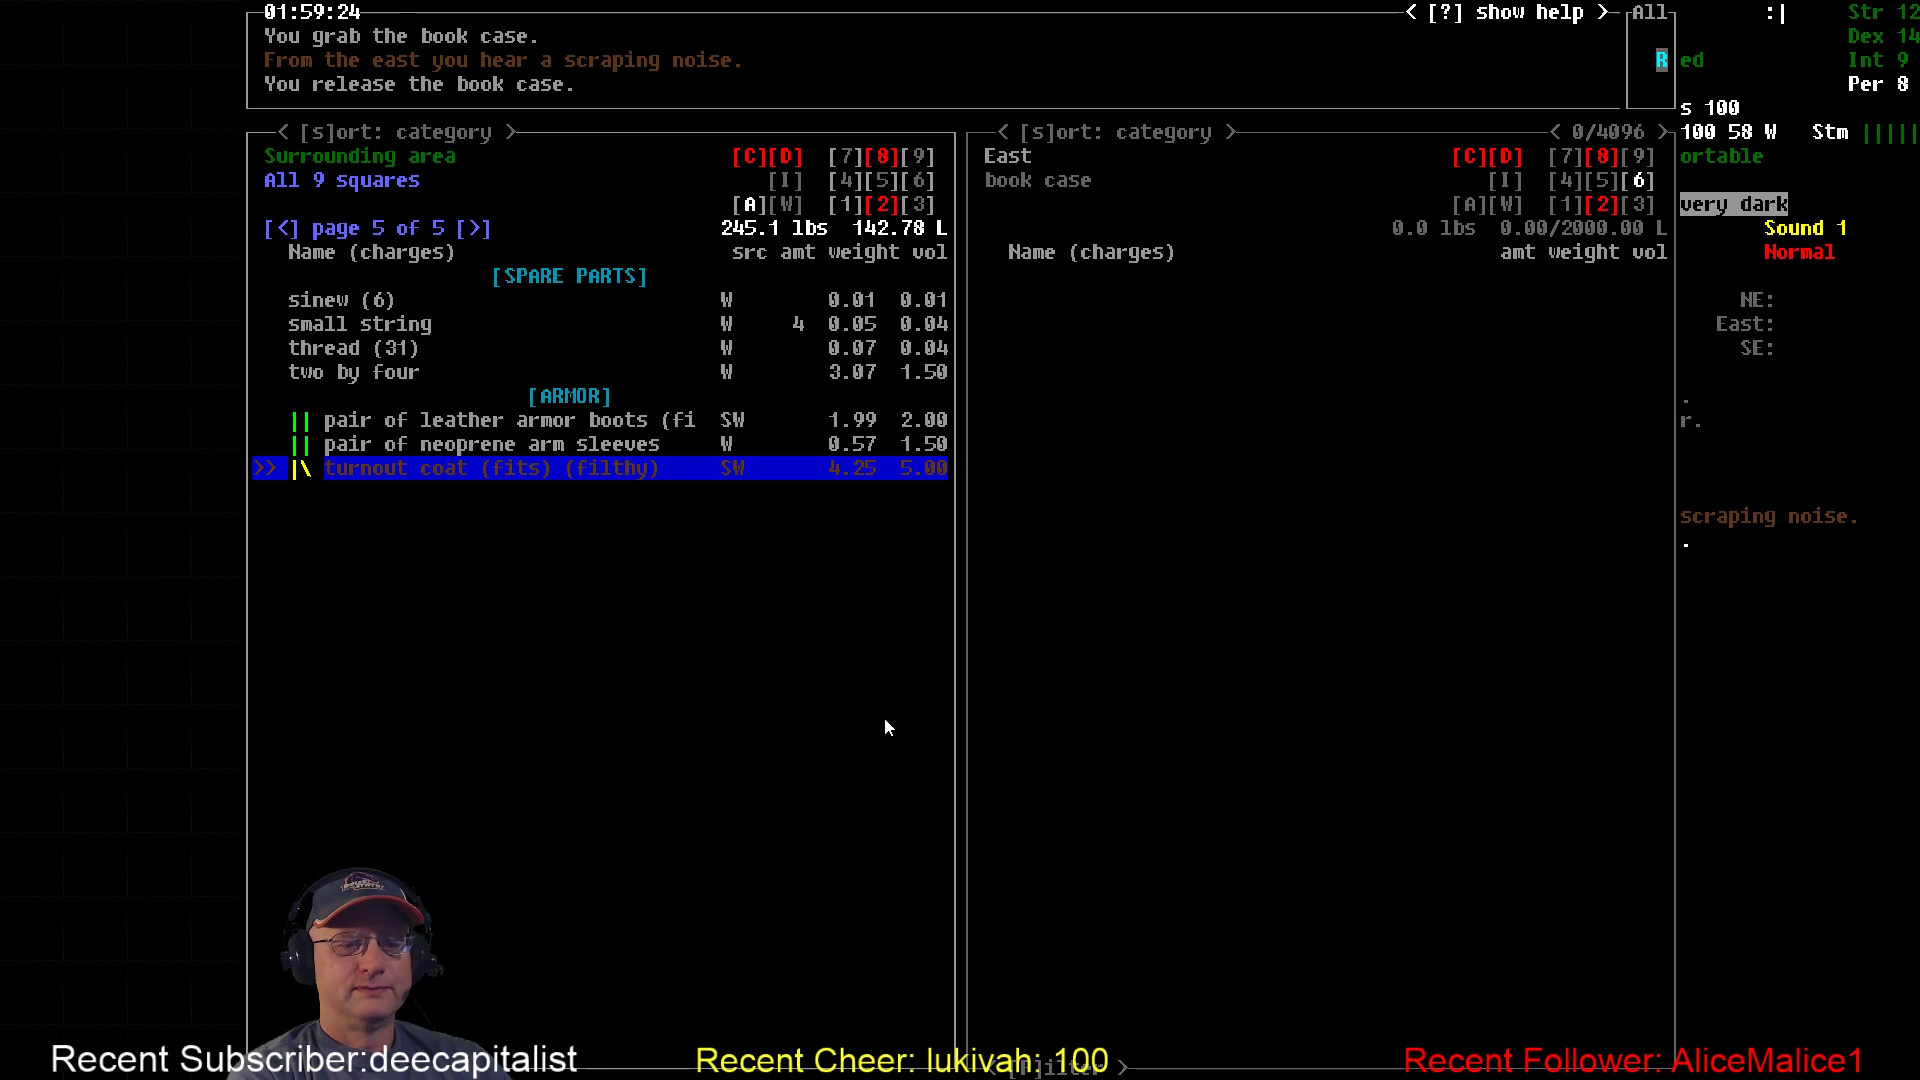 01:59:24
< [?] show help >
All
:|
Str 12
You grab the book case.
Dex 14
From the east you hear a scraping noise.
R
ed
Int 9
You release the book case.
Per 8
s 100
< [s]ort: category >
< [s]ort: category >
< 0/4096 >
100 58 W
Stm |||||
Surrounding area
[C][D] [7][8][9]
East
[C][D] [7][8][9]
ortable
All 9 squares
[I] [4][5][6]
book case
[I] [4][5][6]
[A][W] [1][2][3]
[A][W] [1][2][3]
very dark
[<] page 5 of 5 [>]
245.1 lbs 142.78 L
0.0 lbs 0.00/2000.00 L
Sound 1
Name (charges)
src amt weight vol
Name (charges)
amt weight vol
Normal
[SPARE PARTS]
sinew (6) W 0.01 0.01
NE:
small string W 4 0.05 0.04
East:
thread (31) W 0.07 0.04
SE:
two by four W 3.07 1.50
[ARMOR]
.
|| pair of leather armor boots (fi SW 1.99 2.00
r.
|| pair of neoprene arm sleeves W 0.57 1.50
>> |\ turnout coat (fits) (filthy) SW 4.25 5.00
scraping noise.
.
Recent Subscriber:deecapitalist
Recent Cheer: lukivah: 100
Recent Follower: AliceMalice1